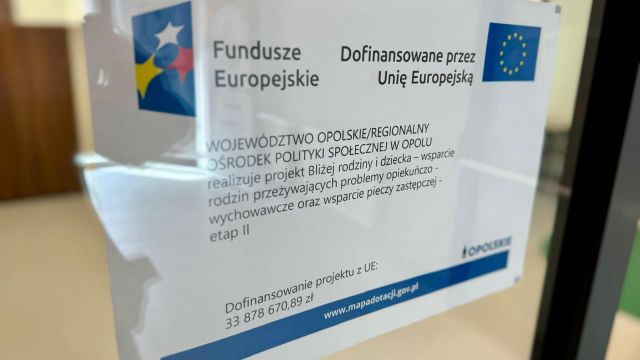 Fundusze
Europejskie
Dofinansowane przez
Unię Europejską
WOJEWÓDZTWO OPOLSKIE/REGIONALNY
OŚRODEK POLITYKI SPOŁECZNEJ W OPOLU
realizuje projekt Bliżej rodziny i dziecka – wsparcie
rodzin przeżywających problemy opiekuńczo -
wychowawcze oraz wsparcie pieczy zastępczej -
etap II
OPOLSKIE
Dofinansowanie projektu z UE:
33 878 670,89 zł
www.mapadotacji.gov.pl